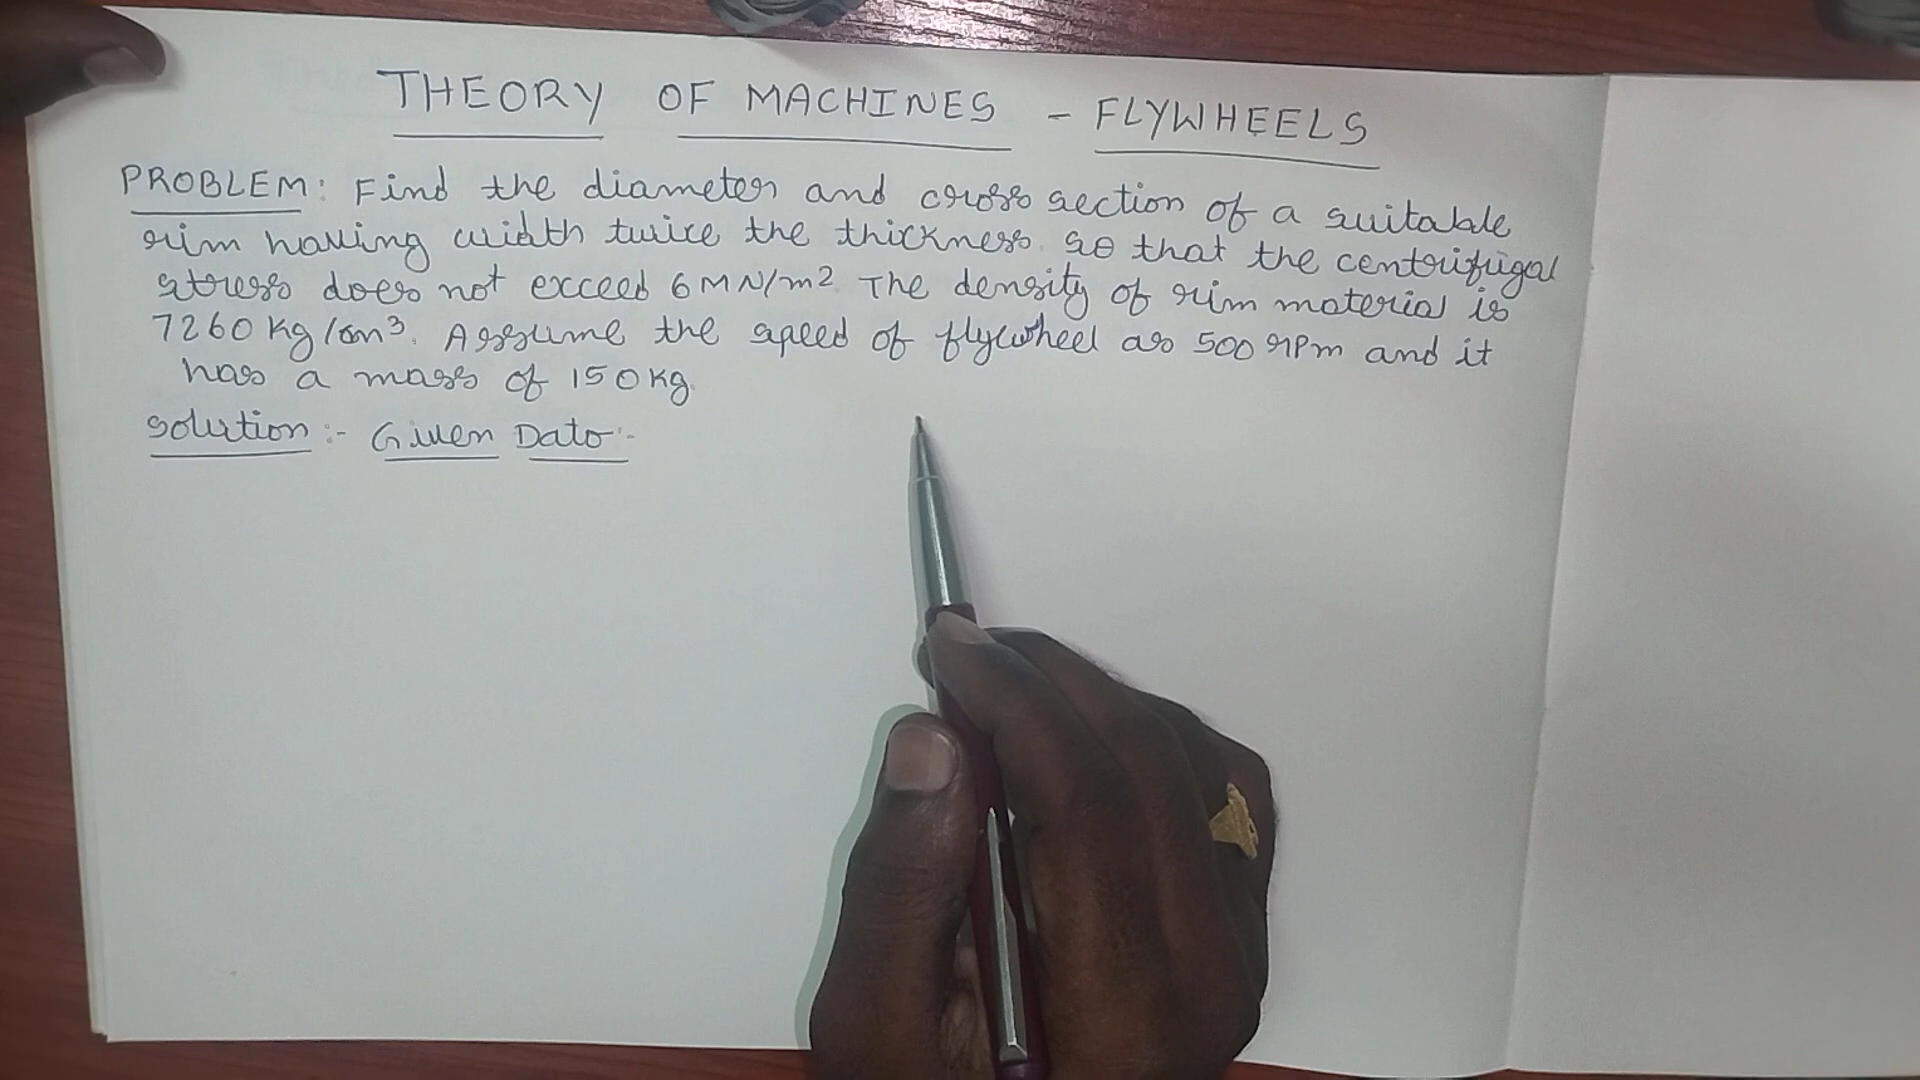 THEORY OF MACHINES - FLYWHEELS
PROBLEM: Find the diameter and cross section of a suitable
rim having width twice the thickness so that the centrifugal
stress does not exceed 6 MN/m2 The density of rim material is
7260 kg/m3. Assume the speed of flywheel as 500 rpm and it
has a mass of 150 kg.
Solution :- Given Data :-